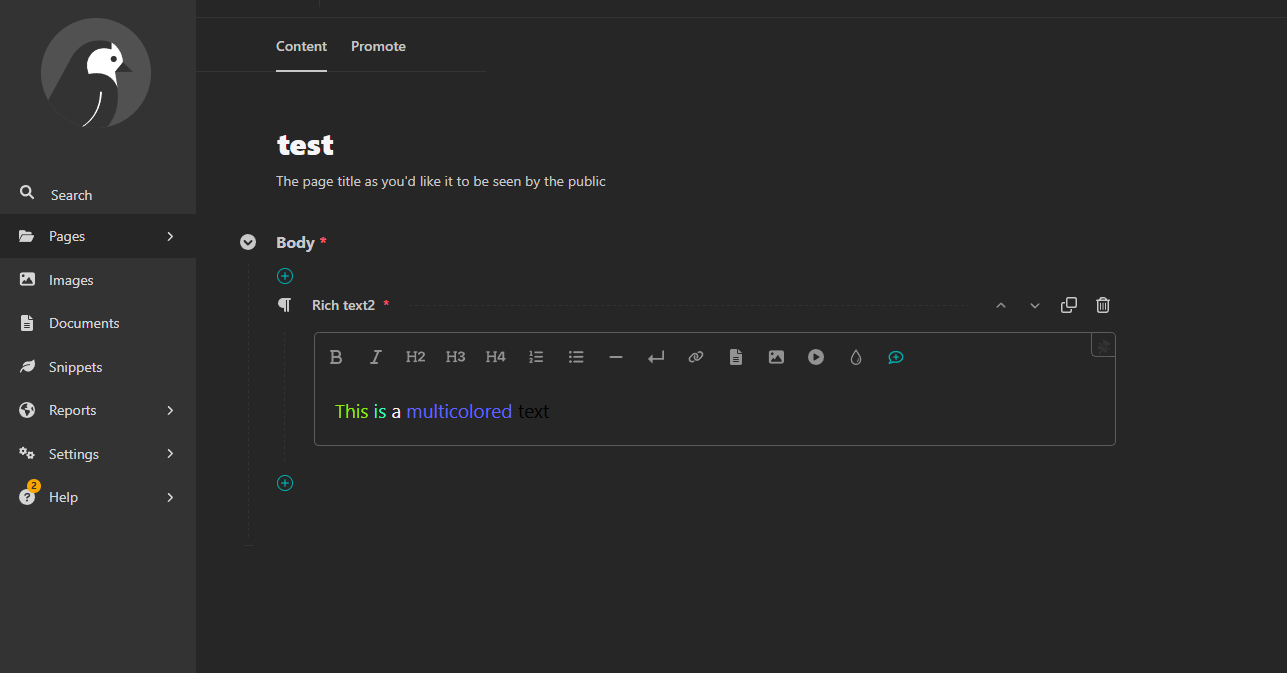 Content Promote
test
The page title as you'd like it to be seen by the public
Search
Pages
Images
Documents
Snippets
Reports
Settings
2
Help
Body *
Rich text2 *
B I H2 H3 H4
This is a multicolored text